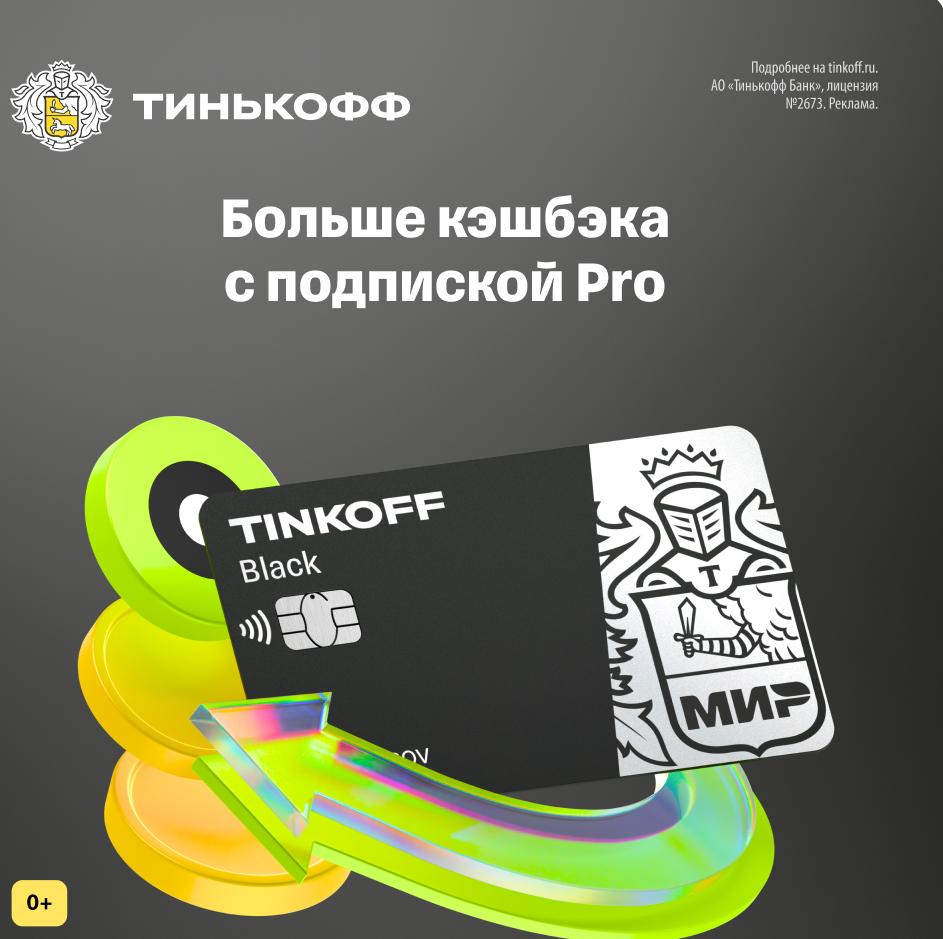 ТИНЬКОФФ
Подробнее на tinkoff.ru.
АО «Тинькофф Банк», лицензия
№2673. Реклама.
Больше кэшбэка
с подпиской Pro
TINKOFF
Black
Т
МИР
0+